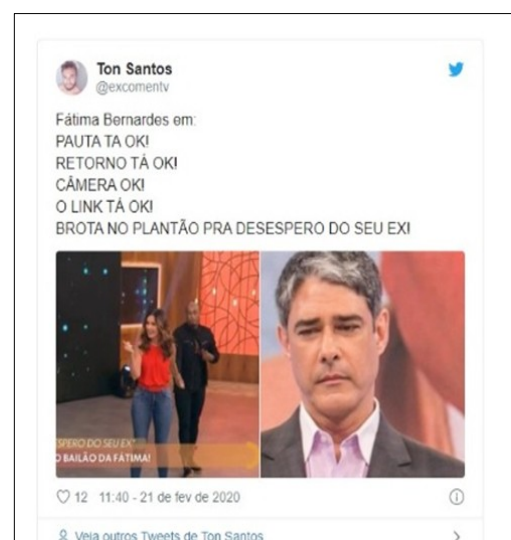 Ton Santos
@excomentv
Fátima Bernardes em:
PAUTA TA OK!
RETORNO TÁ OK!
CÂMERA OK!
O LINK TÁ OK!
BROTA NO PLANTÃO PRA DESESPERO DO SEU EX!
SPERO DO SEU EX"
O BAILÃO DA FÁTIMA!
12 11:40 - 21 de fev de 2020
Veja outros Tweets de Ton Santos